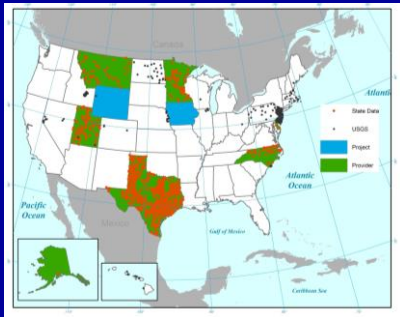 Canada
Atlantic
State Data
USGS
Project
Provider
Atlantic
Ocean
Pacific
Ocean
Mexico
Gulf of Mexico
Caribbean Sea